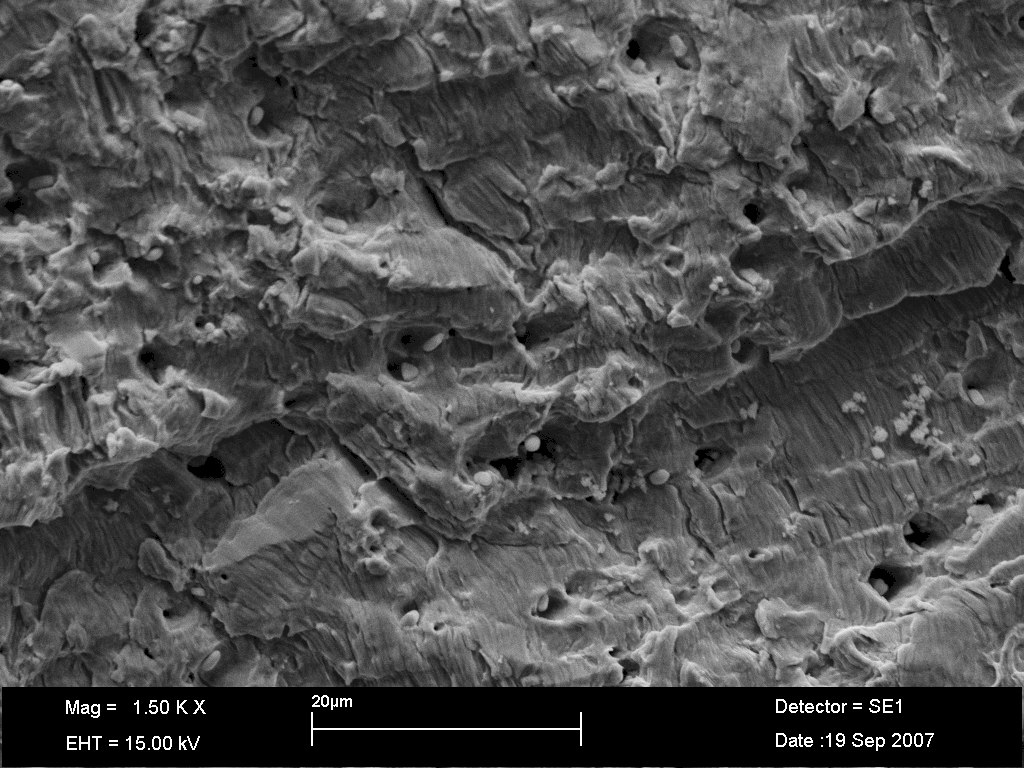 Mag = 1.50 K X
EHT = 15.00 kV
20µm
Detector = SE1
Date :19 Sep 2007